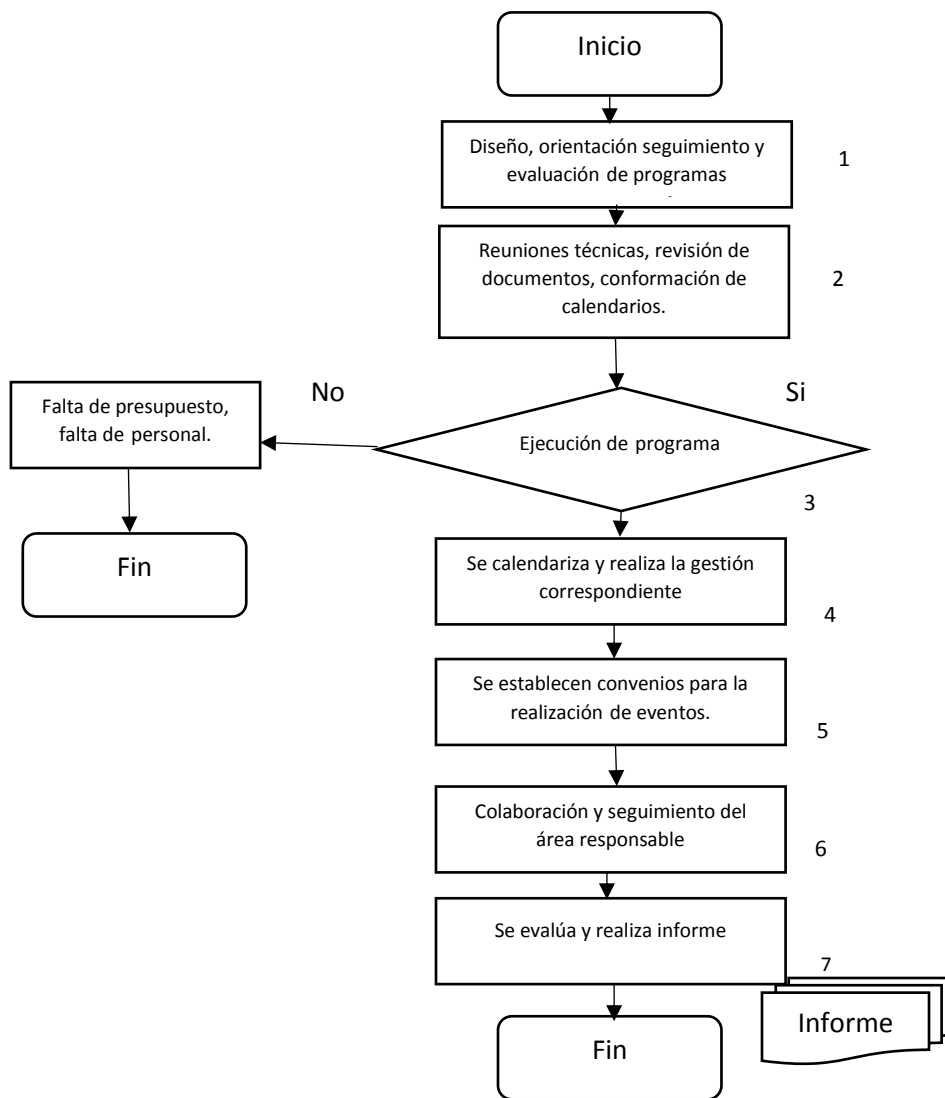 Inicio
Diseño, orientación seguimiento y
evaluación de programas
1
Reuniones técnicas, revisión de
documentos, conformación de
calendarios.
2
No
Si
Falta de presupuesto,
falta de personal.
Ejecución de programa
3
Fin
Se calendariza y realiza la gestión
correspondiente
4
Se establecen convenios para la
realización de eventos.
5
Colaboración y seguimiento del
área responsable
6
Se evalúa y realiza informe
7
Informe
Fin